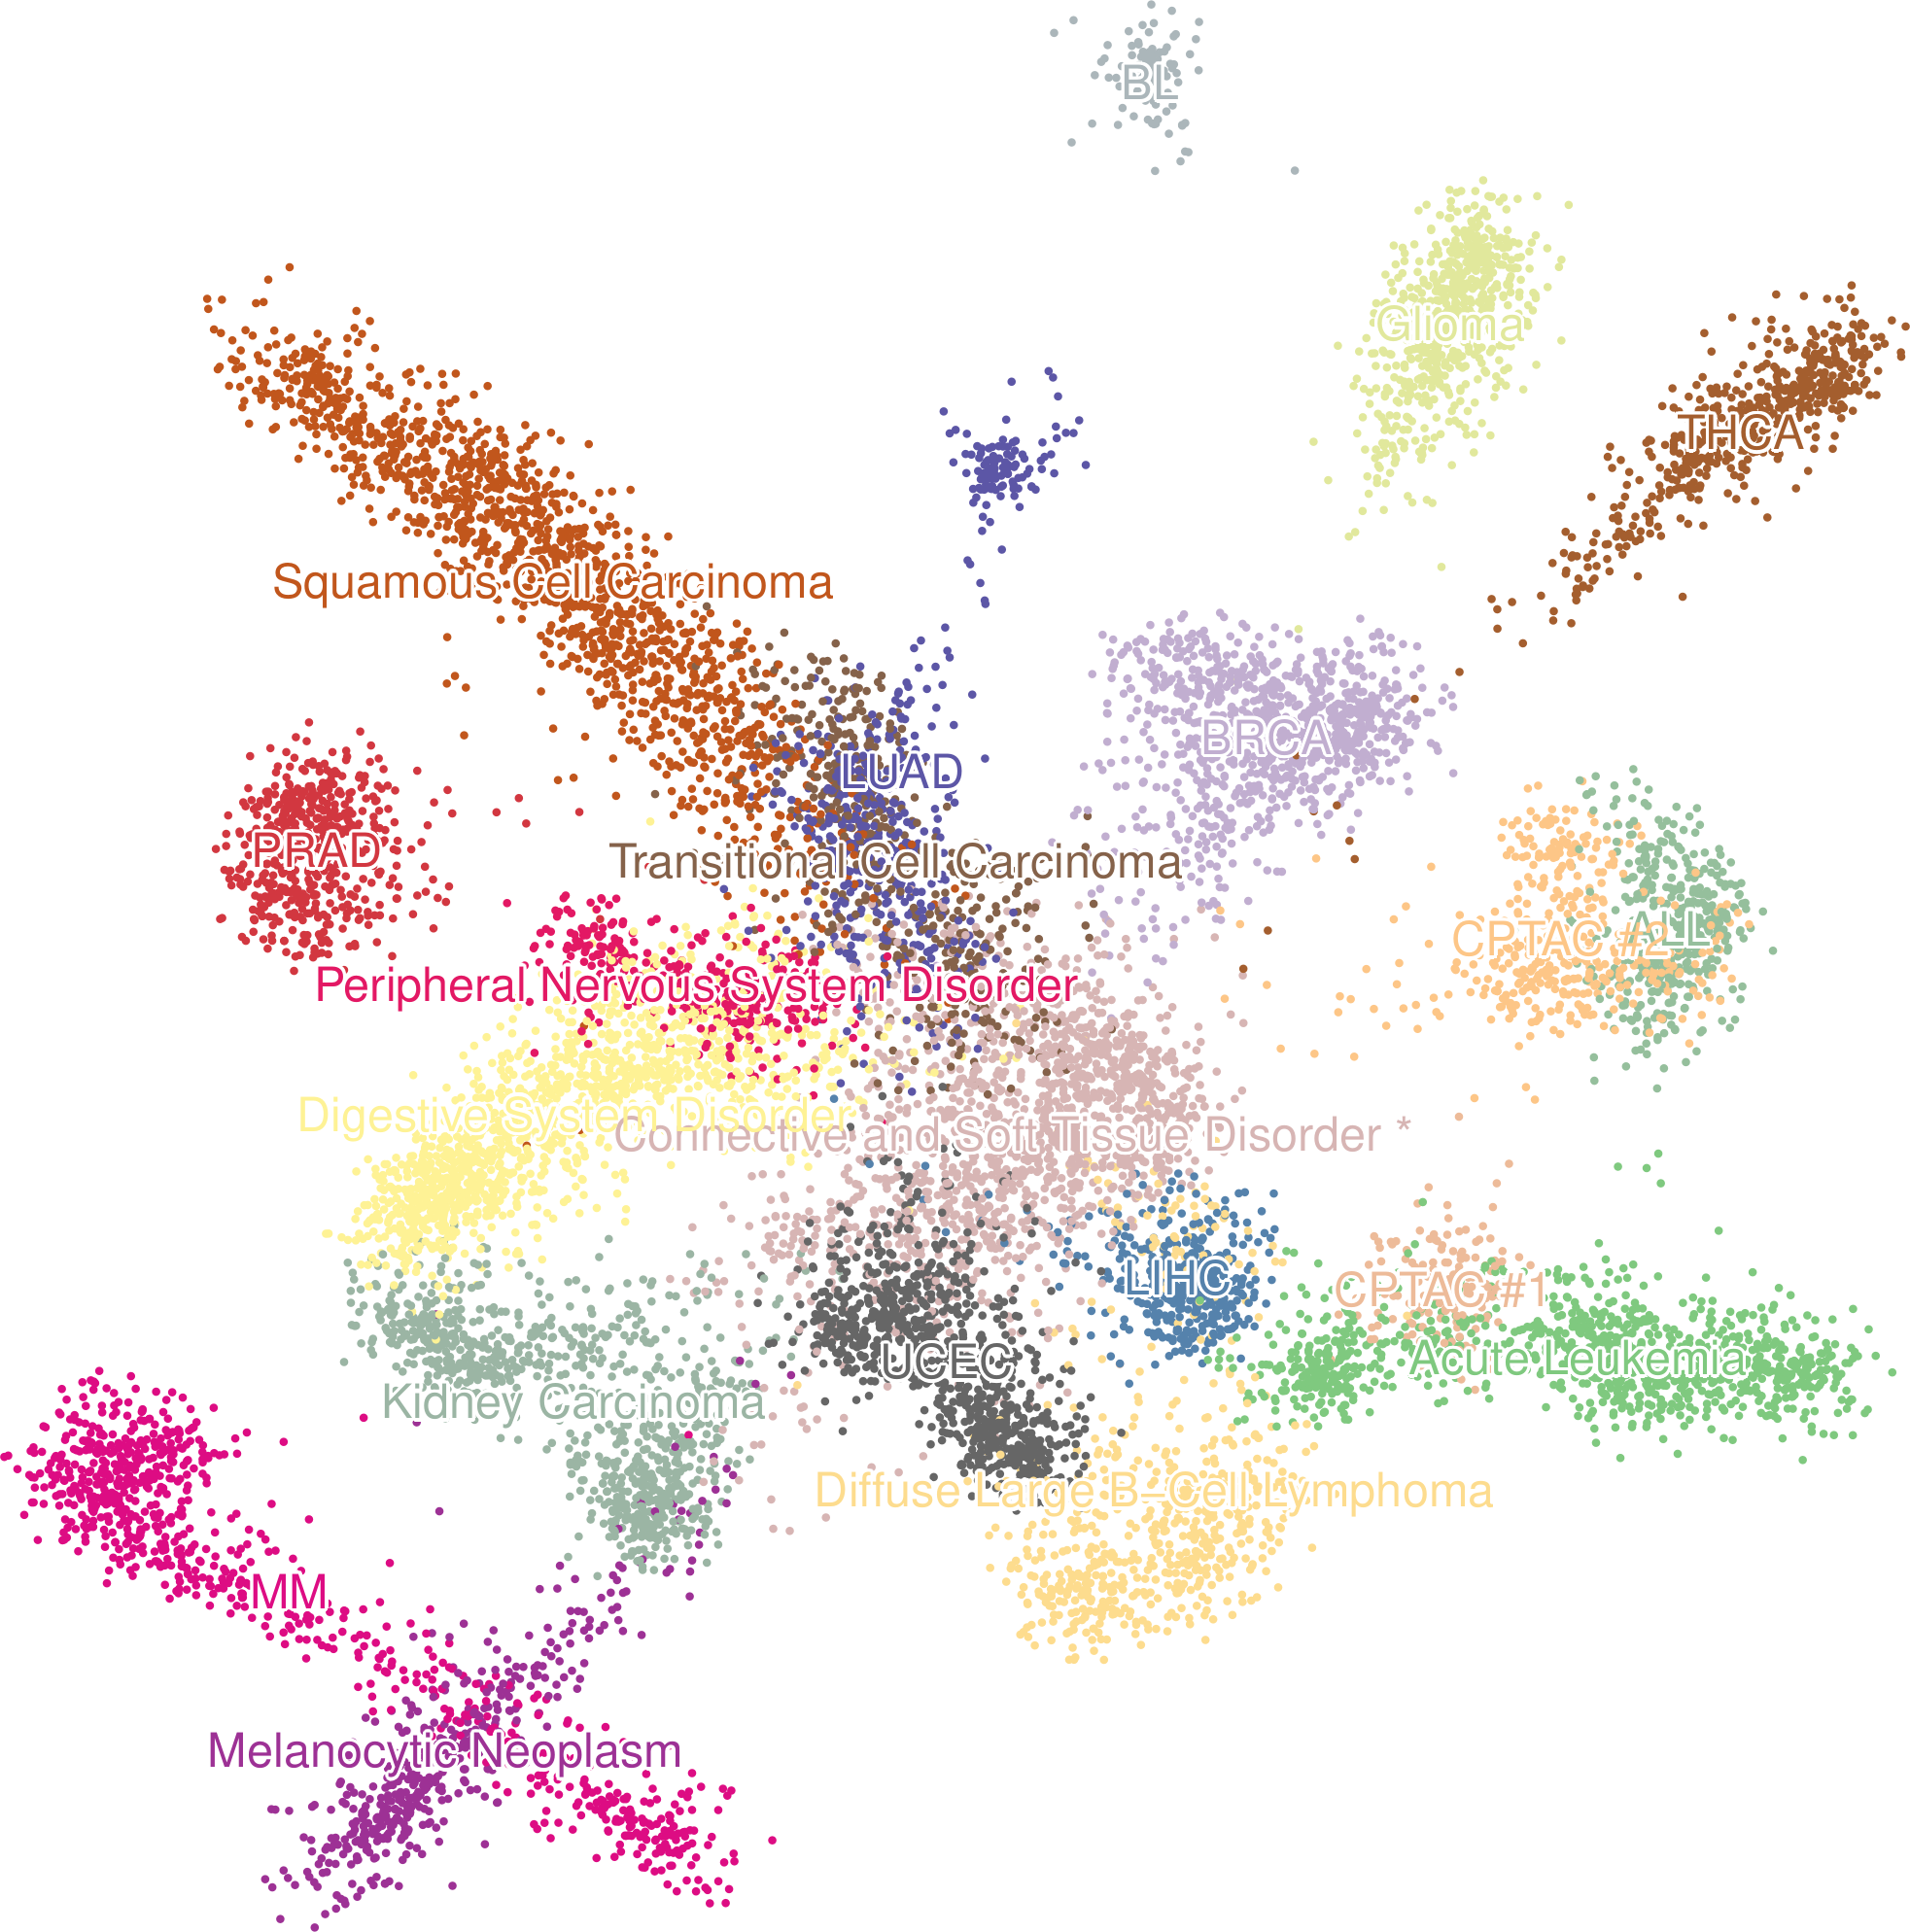 BL
Glioma
THCA
Squamous Cell Carcinoma
BRCA
LUAD
PRAD
Transitional Cell Carcinoma
ALL
CPTAC #2
Peripheral Nervous System Disorder
Digestive System Disorder
Connective and Soft Tissue Disorder *
LIHC
CPTAC #1
UCEC
Acute Leukemia
Kidney Carcinoma
Diffuse Large B−Cell Lymphoma
MM
Melanocytic Neoplasm